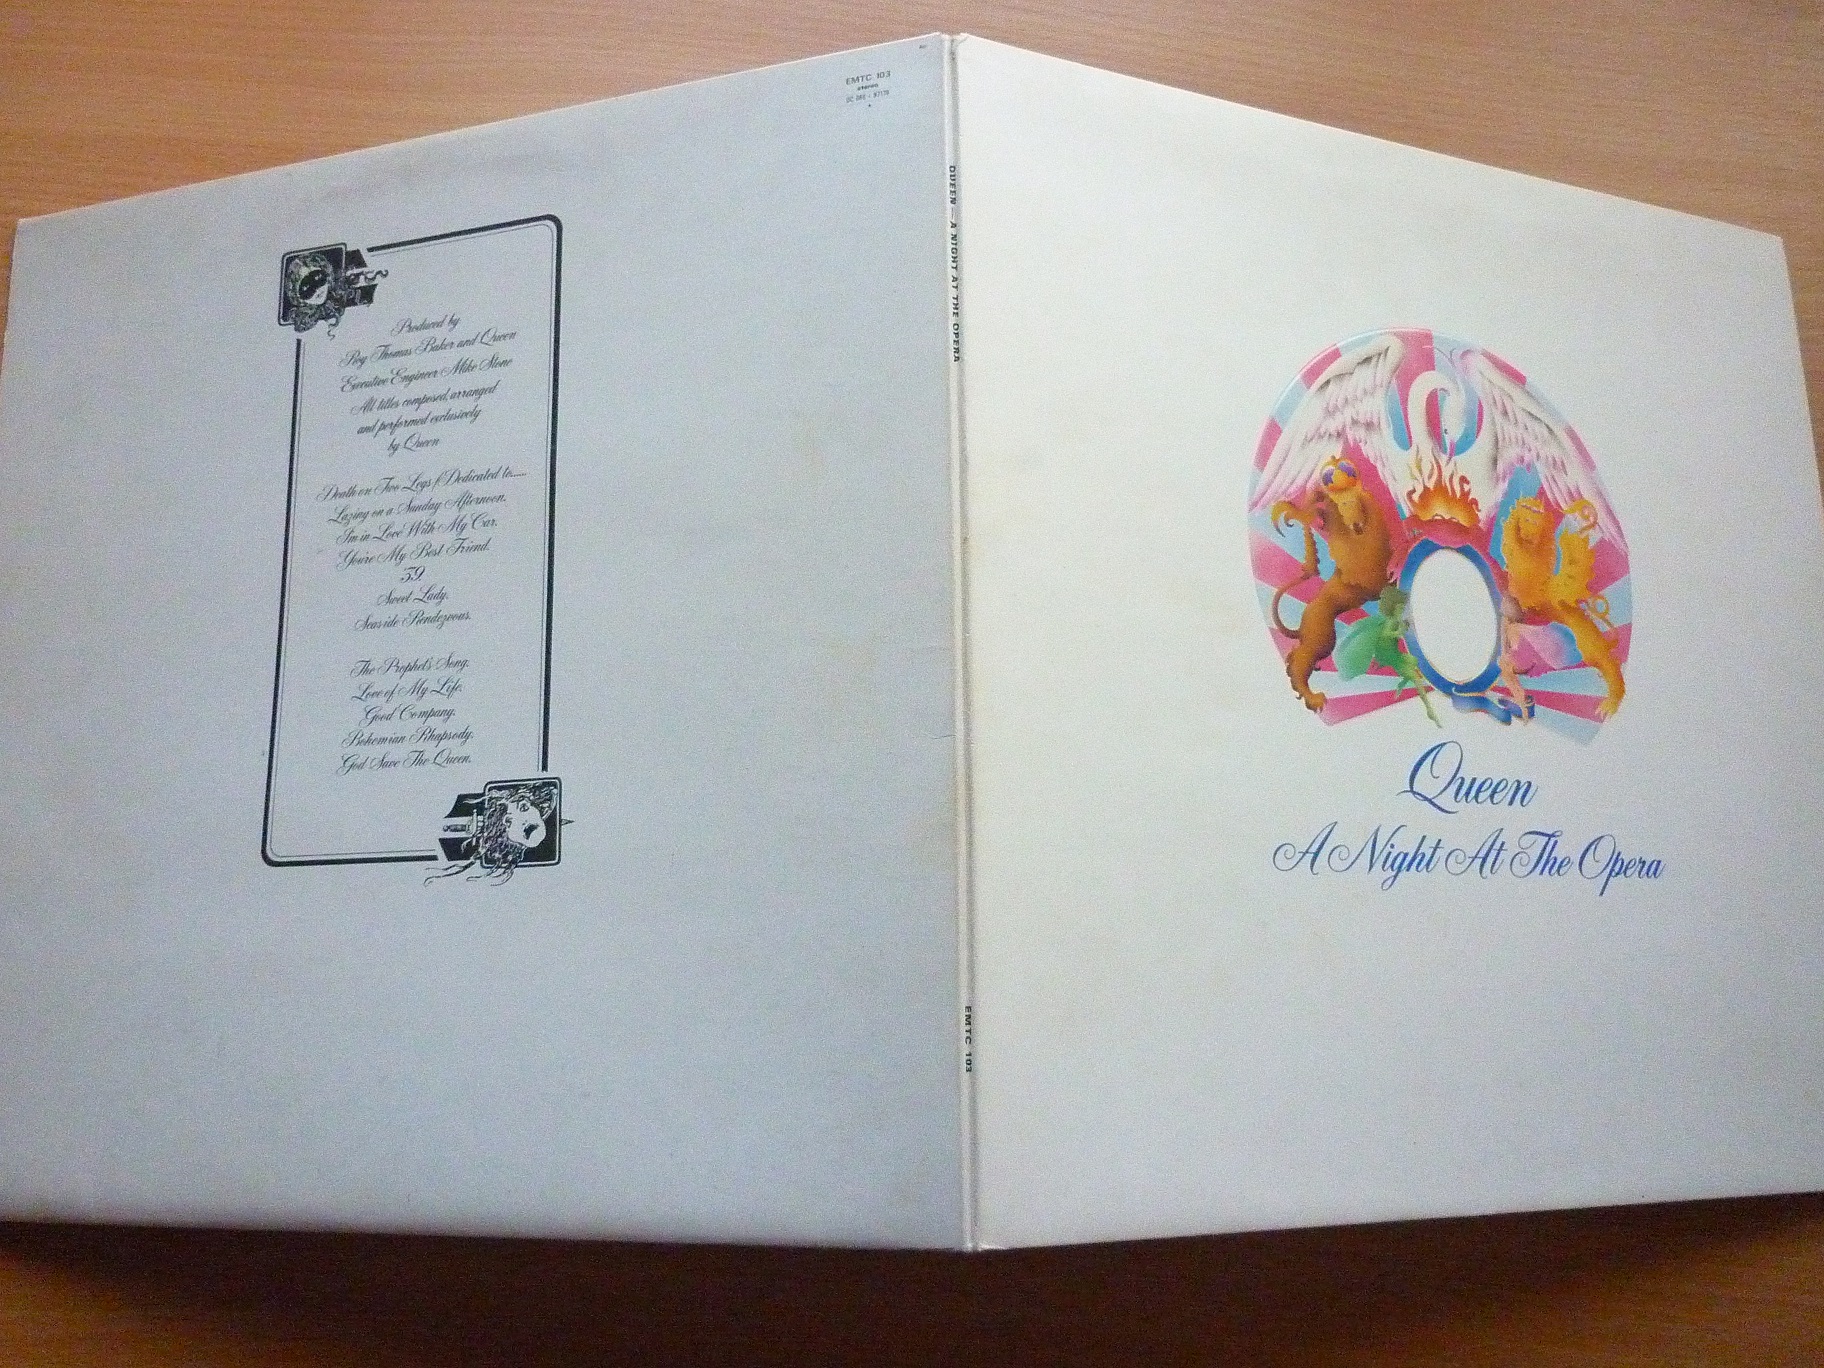 EMTC 103
stereo
Produced by
Roy Thomas Baker and Queen
Executive Engineer Mike Stone
All titles composed, arranged
and performed exclusively
by Queen
Death on Two Legs (Dedicated to......
Lazing on a Sunday Afternoon.
I'm in Love With My Car.
You're My Best Friend.
'39.
Sweet Lady.
Seaside Rendezvous.
The Prophet's Song.
Love of My Life.
Good Company.
Bohemian Rhapsody.
God Save The Queen.
QUEEN — A NIGHT AT THE OPERA
EMTC 103
Queen
A Night At The Opera